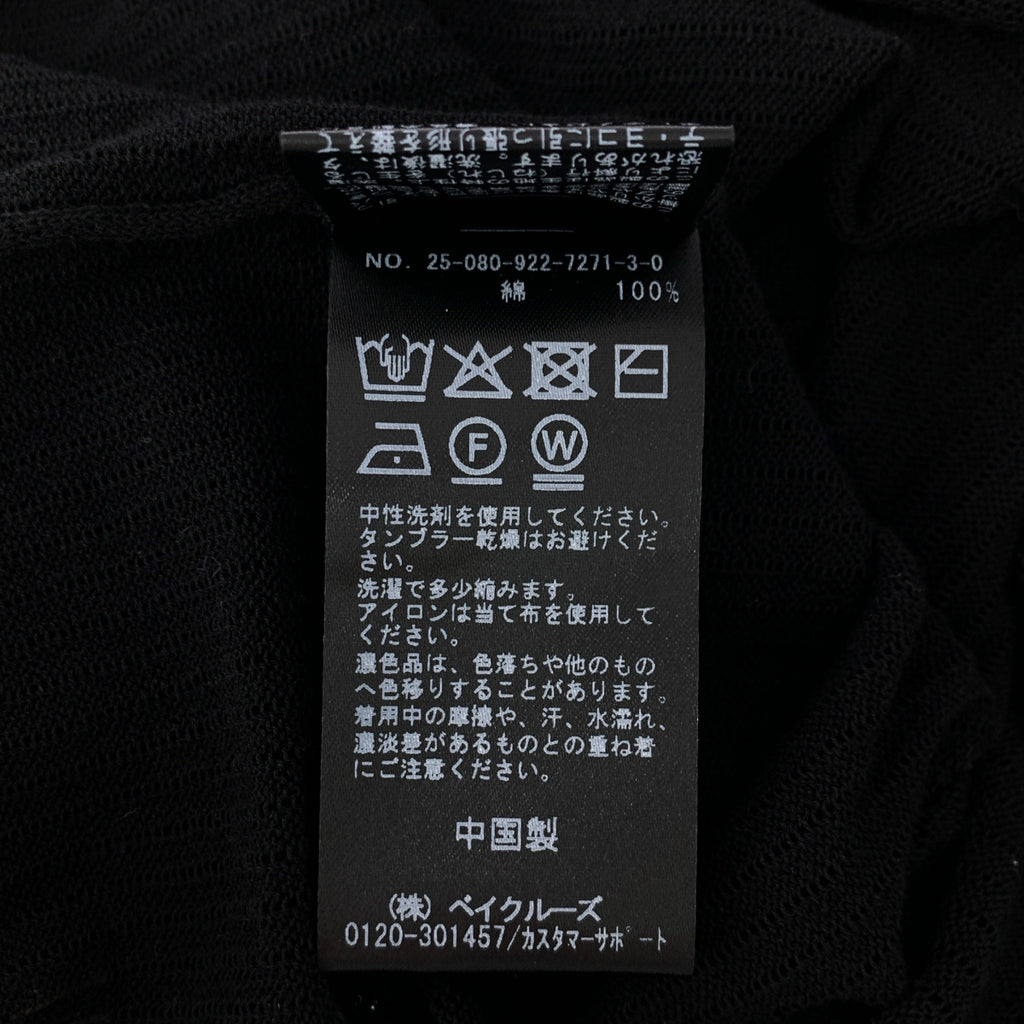 NO. 25-080-922-7271-3-0
綿 100%
F W
中性洗剤を使用してください。
タンブラー乾燥はお避けくだ
さい。
洗濯で多少縮みます。
アイロンは当て布を使用して
ください。
濃色品は、色落ちや他のもの
へ色移りすることがあります。
着用中の摩擦や、汗、水濡れ、
濃淡差があるものとの重ね着
にご注意ください。
中国製
(株) ベイクルーズ
0120-301457/カスタマーサポート